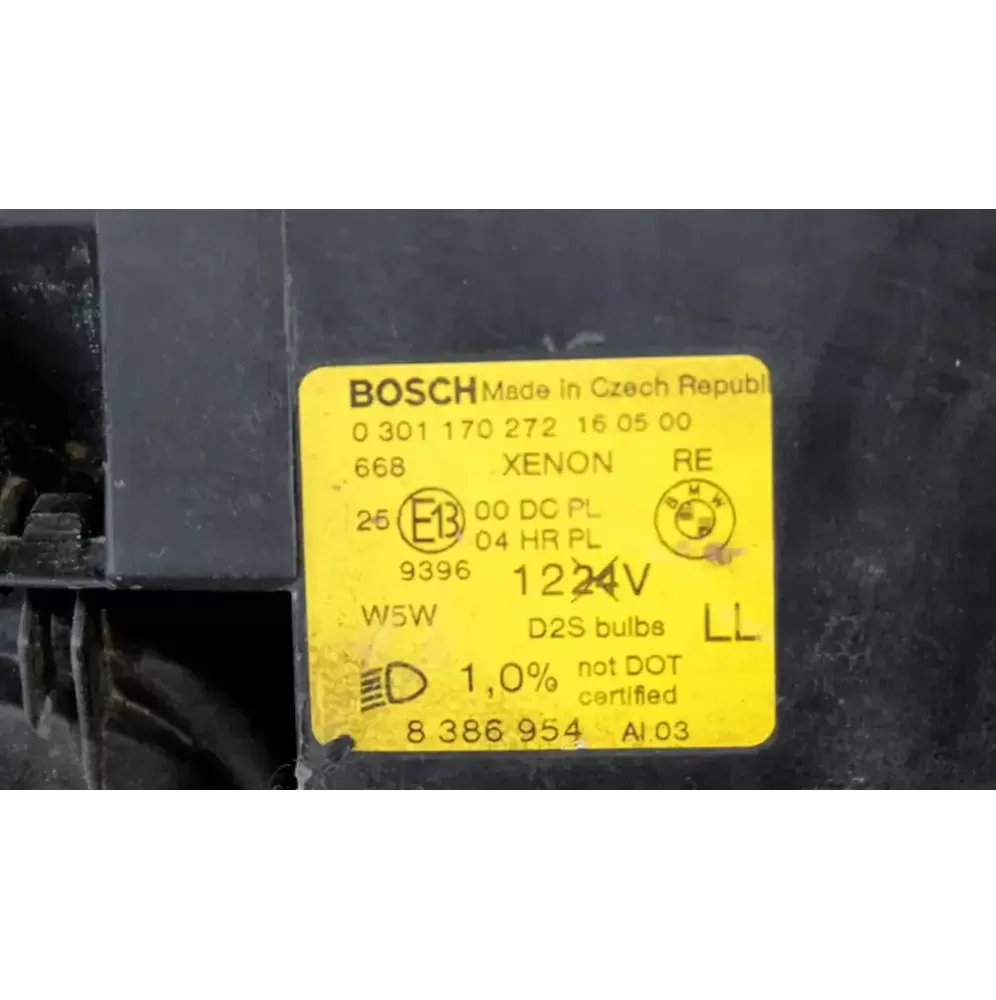 BOSCH Made in Czech Republi
0 301 170 272 16 05 00
668 XENON RE
25 E13 00 DC PL
04 HR PL
BMW
9396 12 24V
W5W D2S bulbs LL
1,0% not DOT
certified
8 386 954 AI.03